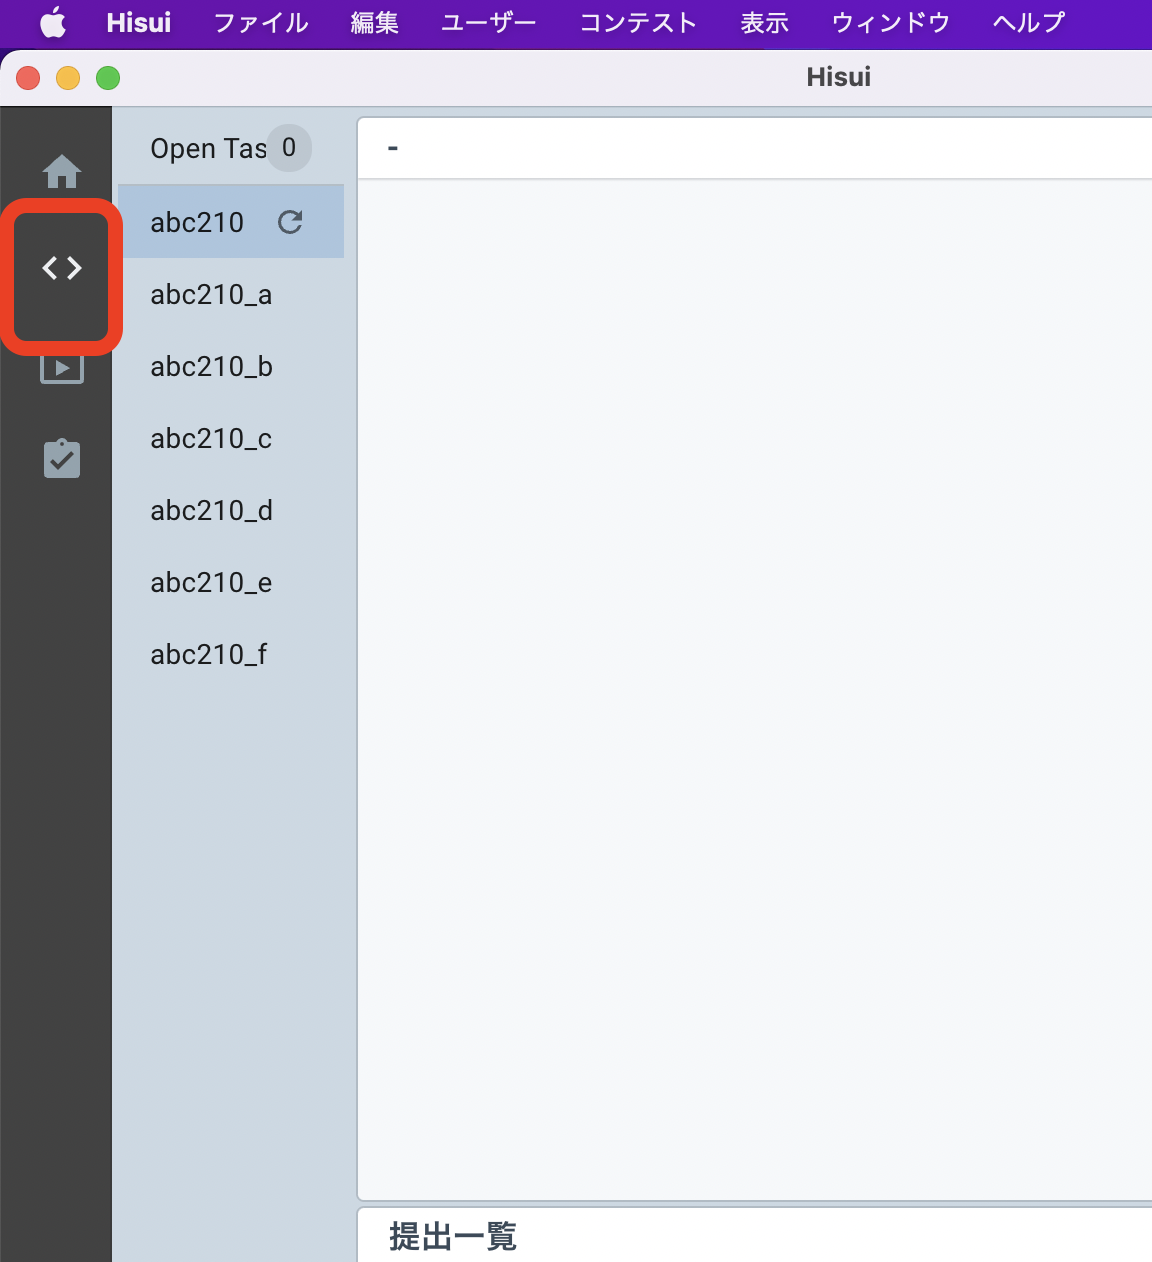 Hisui ファイル 編集 ユーザー コンテスト 表示 ウィンドウ ヘルプ
Hisui
Open Tas 0
-
abc210
abc210_a
abc210_b
abc210_c
abc210_d
abc210_e
abc210_f
提出一覧